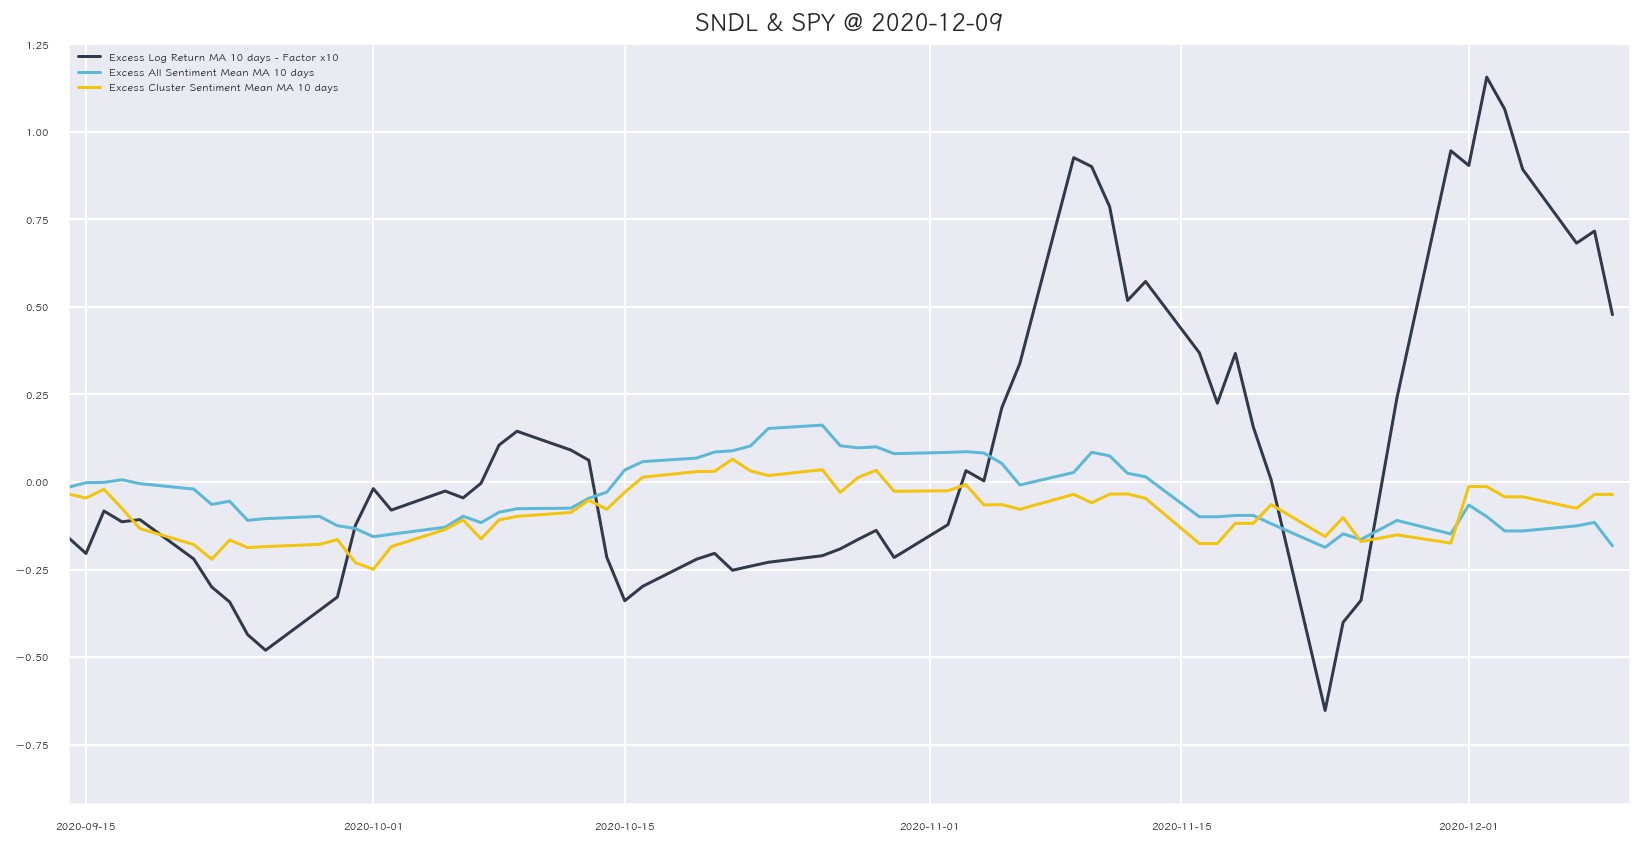 SNDL & SPY @ 2020-12-09
1.25
1.00
0.75
0.50
0.25
0.00
−0.25
−0.50
−0.75
Excess Log Return MA 10 days - Factor x10
Excess All Sentiment Mean MA 10 days
Excess Cluster Sentiment Mean MA 10 days
2020-09-15 2020-10-01 2020-10-15 2020-11-01 2020-11-15 2020-12-01